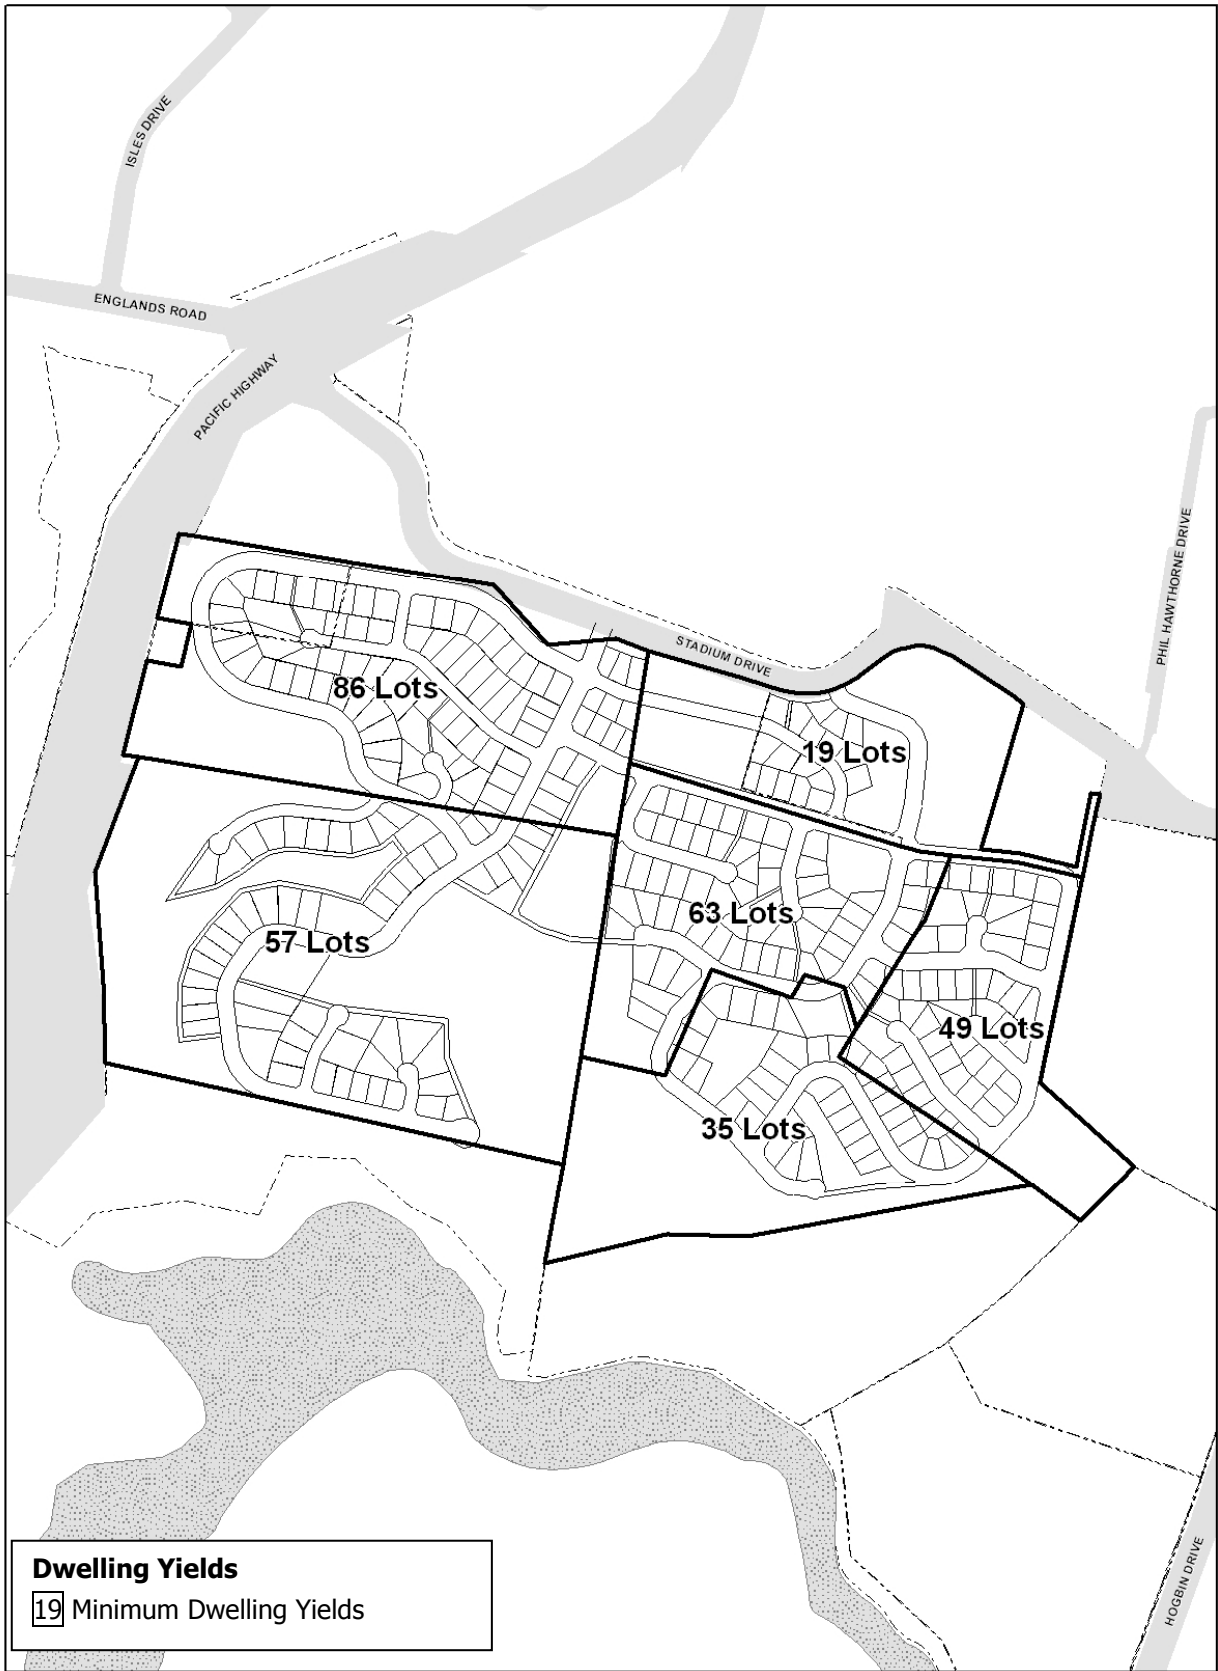 ISLES DRIVE
ENGLANDS ROAD
PACIFIC HIGHWAY
PHIL HAWTHORNE DRIVE
STADIUM DRIVE
86 Lots
19 Lots
63 Lots
57 Lots
49 Lots
35 Lots
HOGBIN DRIVE
Dwelling Yields
19 Minimum Dwelling Yields